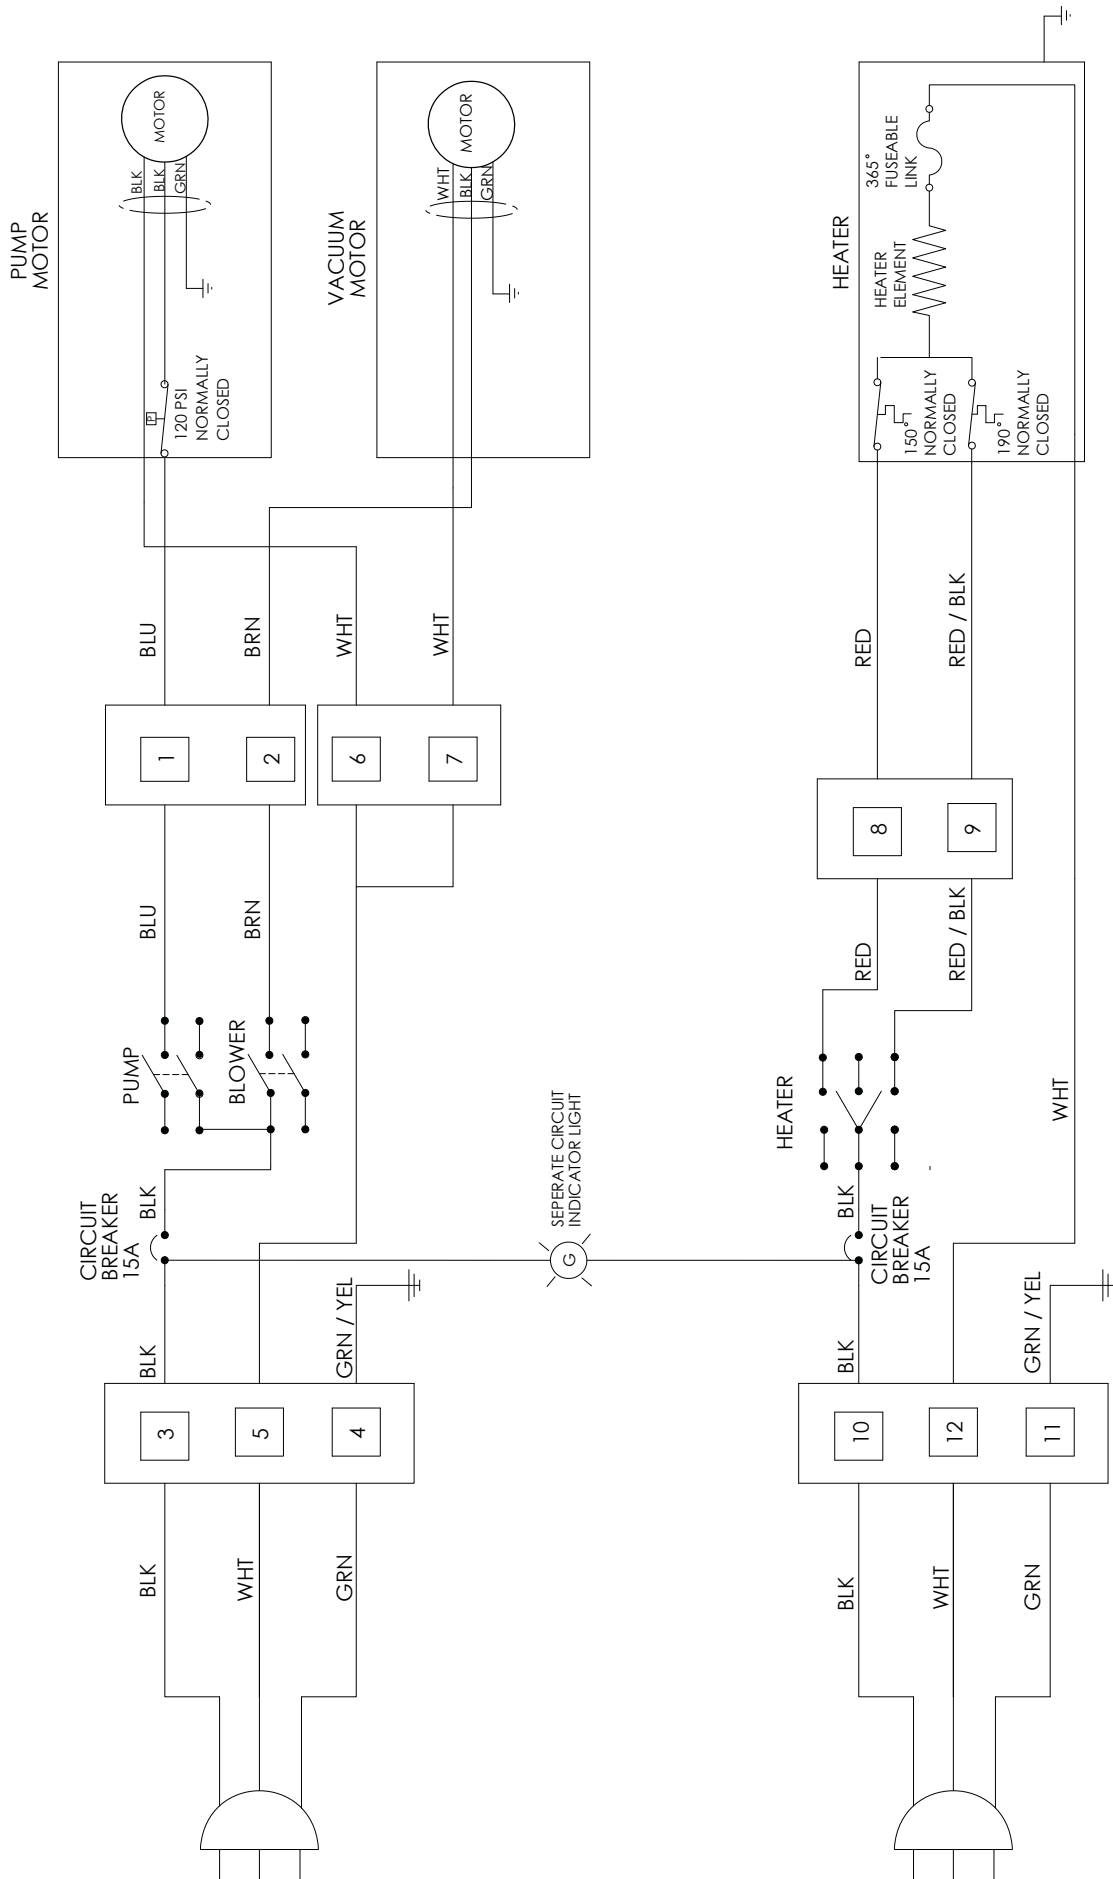 PUMP
MOTOR
MOTOR
BLK
BLK
GRN
P
120 PSI
NORMALLY
CLOSED
VACUUM
MOTOR
MOTOR
WHT
BLK
GRN
HEATER
365°
FUSEABLE
LINK
HEATER
ELEMENT
150°
NORMALLY
CLOSED
190°
NORMALLY
CLOSED
BLU
BRN
WHT
WHT
RED
RED / BLK
1
2
6
7
8
9
BLU
BRN
RED
RED / BLK
PUMP
BLOWER
HEATER
WHT
SEPERATE CIRCUIT
INDICATOR LIGHT
G
CIRCUIT
BREAKER
15A
BLK
CIRCUIT
BREAKER
15A
BLK
BLK
GRN / YEL
BLK
GRN / YEL
3
5
4
10
12
11
BLK
WHT
GRN
BLK
WHT
GRN